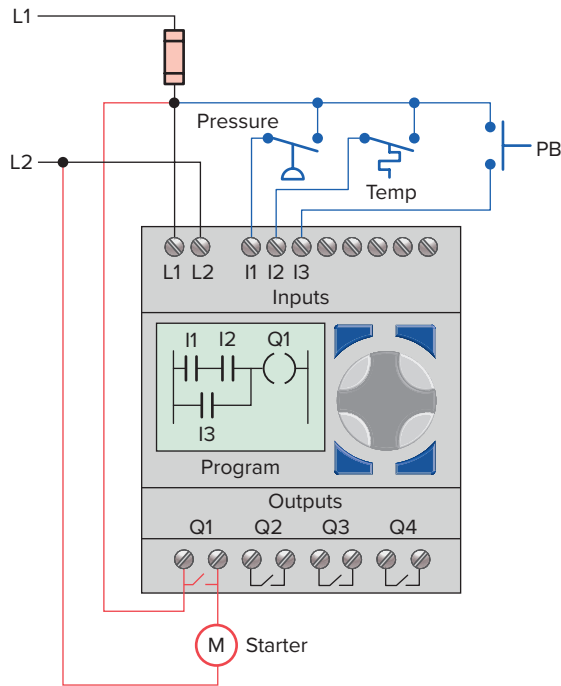 L1
Pressure
PB
L2
Temp
L1 L2 I1 I2 I3
Inputs
I1 I2 Q1
I3
Program
Outputs
Q1 Q2 Q3 Q4
M Starter